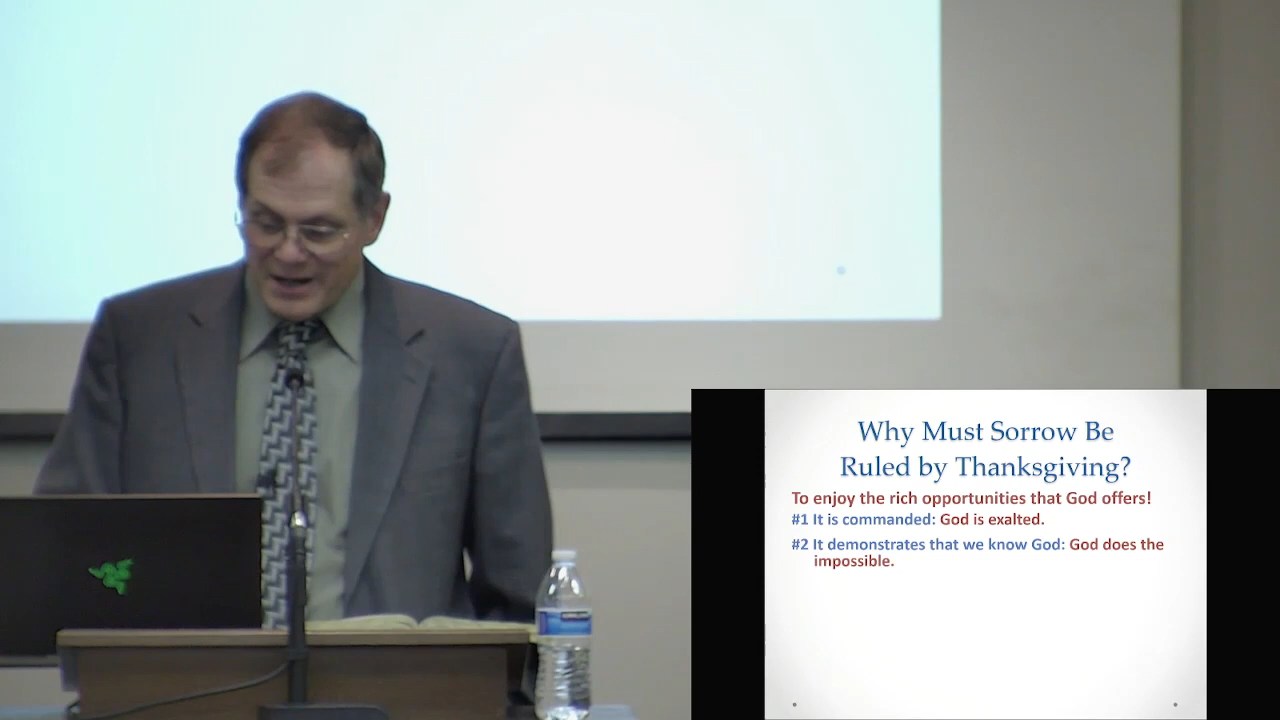 Why Must Sorrow Be
Ruled by Thanksgiving?
To enjoy the rich opportunities that God offers!
#1 It is commanded: God is exalted.
#2 It demonstrates that we know God: God does the
impossible.